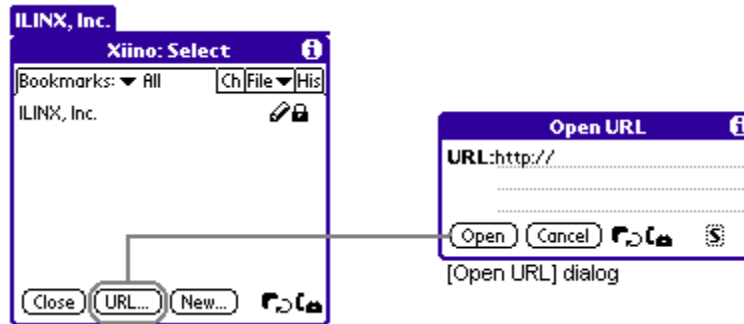 ILINX, Inc.
Xiino: Select i
Bookmarks: All Ch File His
ILINX, Inc.
Close URL... New...
Open URL i
URL:http://
Open Cancel S
[Open URL] dialog